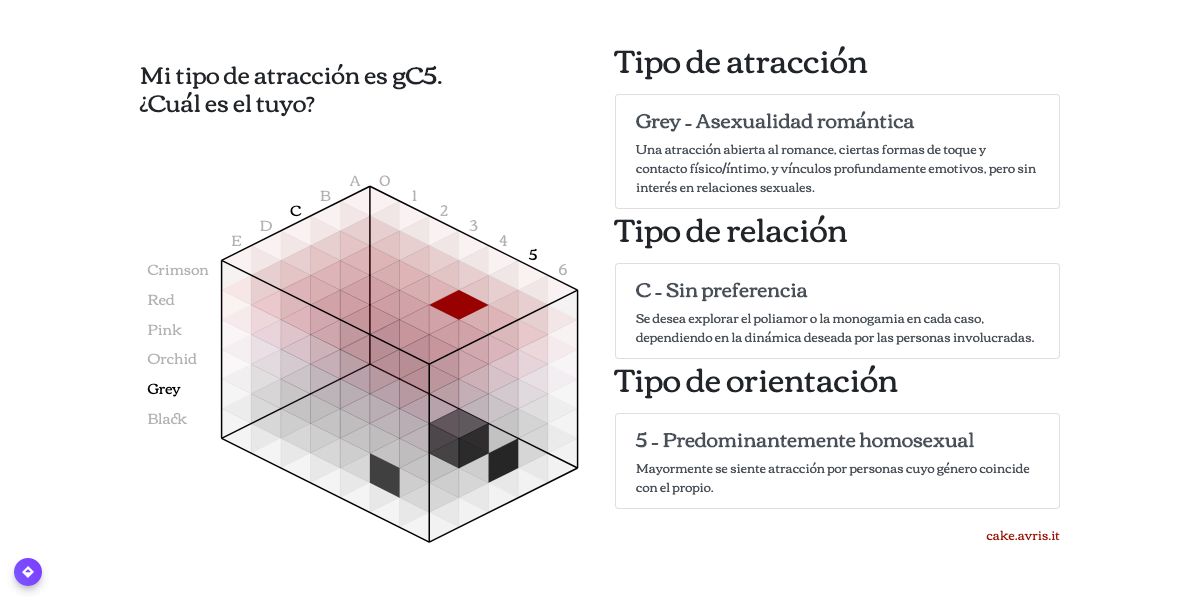 Mi tipo de atracción es gC5.
¿Cuál es el tuyo?
A
B
C
D
E
0
1
2
3
4
5
6
Crimson
Red
Pink
Orchid
Grey
Black
Tipo de atracción
Grey - Asexualidad romántica
Una atracción abierta al romance, ciertas formas de toque y
contacto físico/íntimo, y vínculos profundamente emotivos, pero sin
interés en relaciones sexuales.
Tipo de relación
C - Sin preferencia
Se desea explorar el poliamor o la monogamia en cada caso,
dependiendo en la dinámica deseada por las personas involucradas.
Tipo de orientación
5 - Predominantemente homosexual
Mayormente se siente atracción por personas cuyo género coincide
con el propio.
cake.avris.it